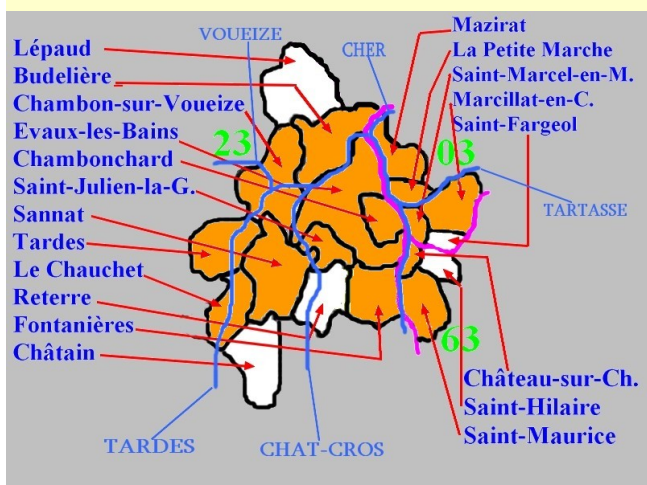 Lépaud
Budelière
Chambon-sur-Voueize
Evaux-les-Bains
Chambonchard
Saint-Julien-la-G.
Sannat
Tardes
Le Chauchet
Reterre
Fontanières
Châtain
VOUEIZE
CHER
23
03
63
TARTASSE
TARDES
CHAT-CROS
Mazirat
La Petite Marche
Saint-Marcel-en-M.
Marcillat-en-C.
Saint-Fargeol
Château-sur-Ch.
Saint-Hilaire
Saint-Maurice